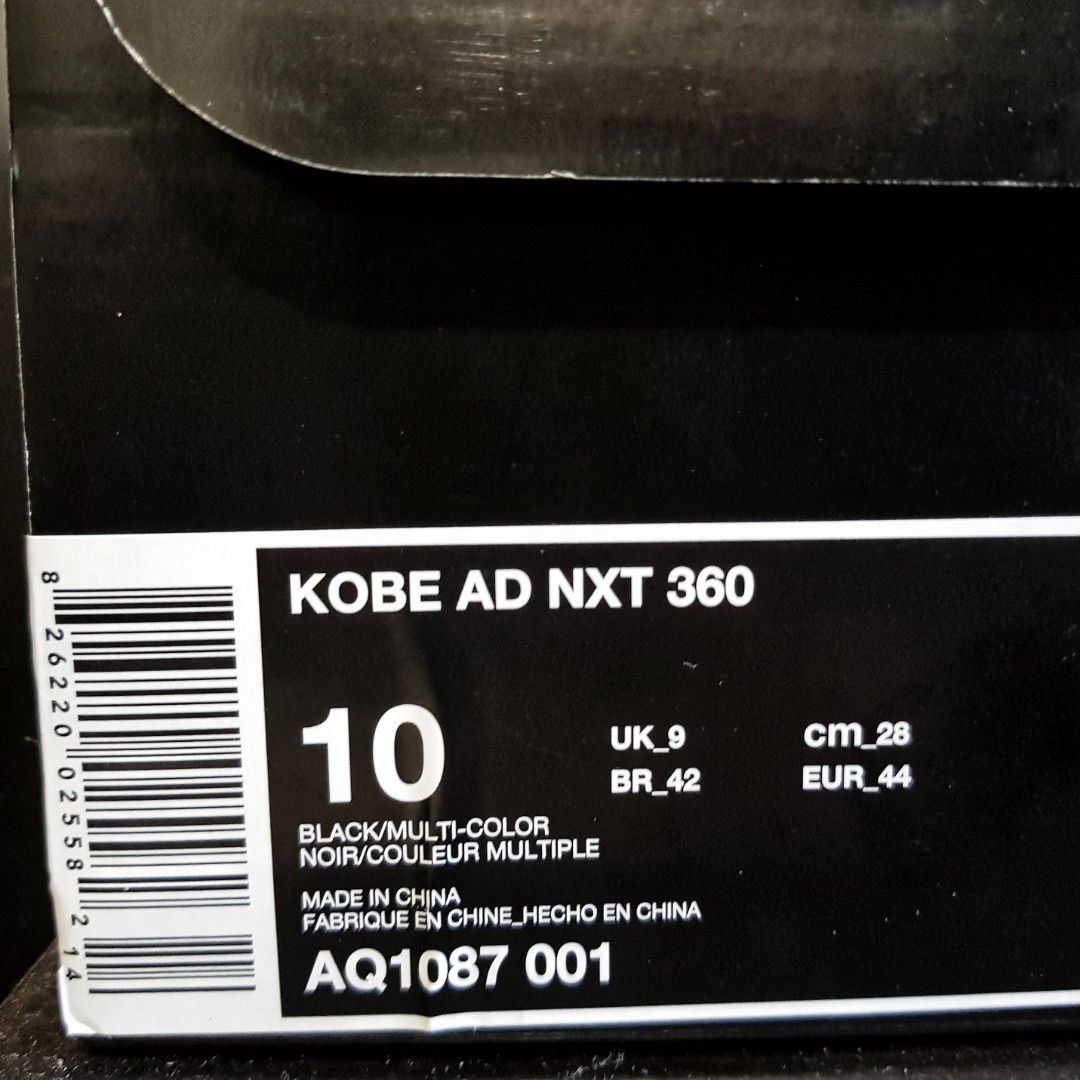 KOBE AD NXT 360
10
UK_9
cm_28
BR_42
EUR_44
BLACK/MULTI-COLOR
NOIR/COULEUR MULTIPLE
MADE IN CHINA
FABRIQUE EN CHINE_HECHO EN CHINA
AQ1087 001
8 26220 02558 2 14